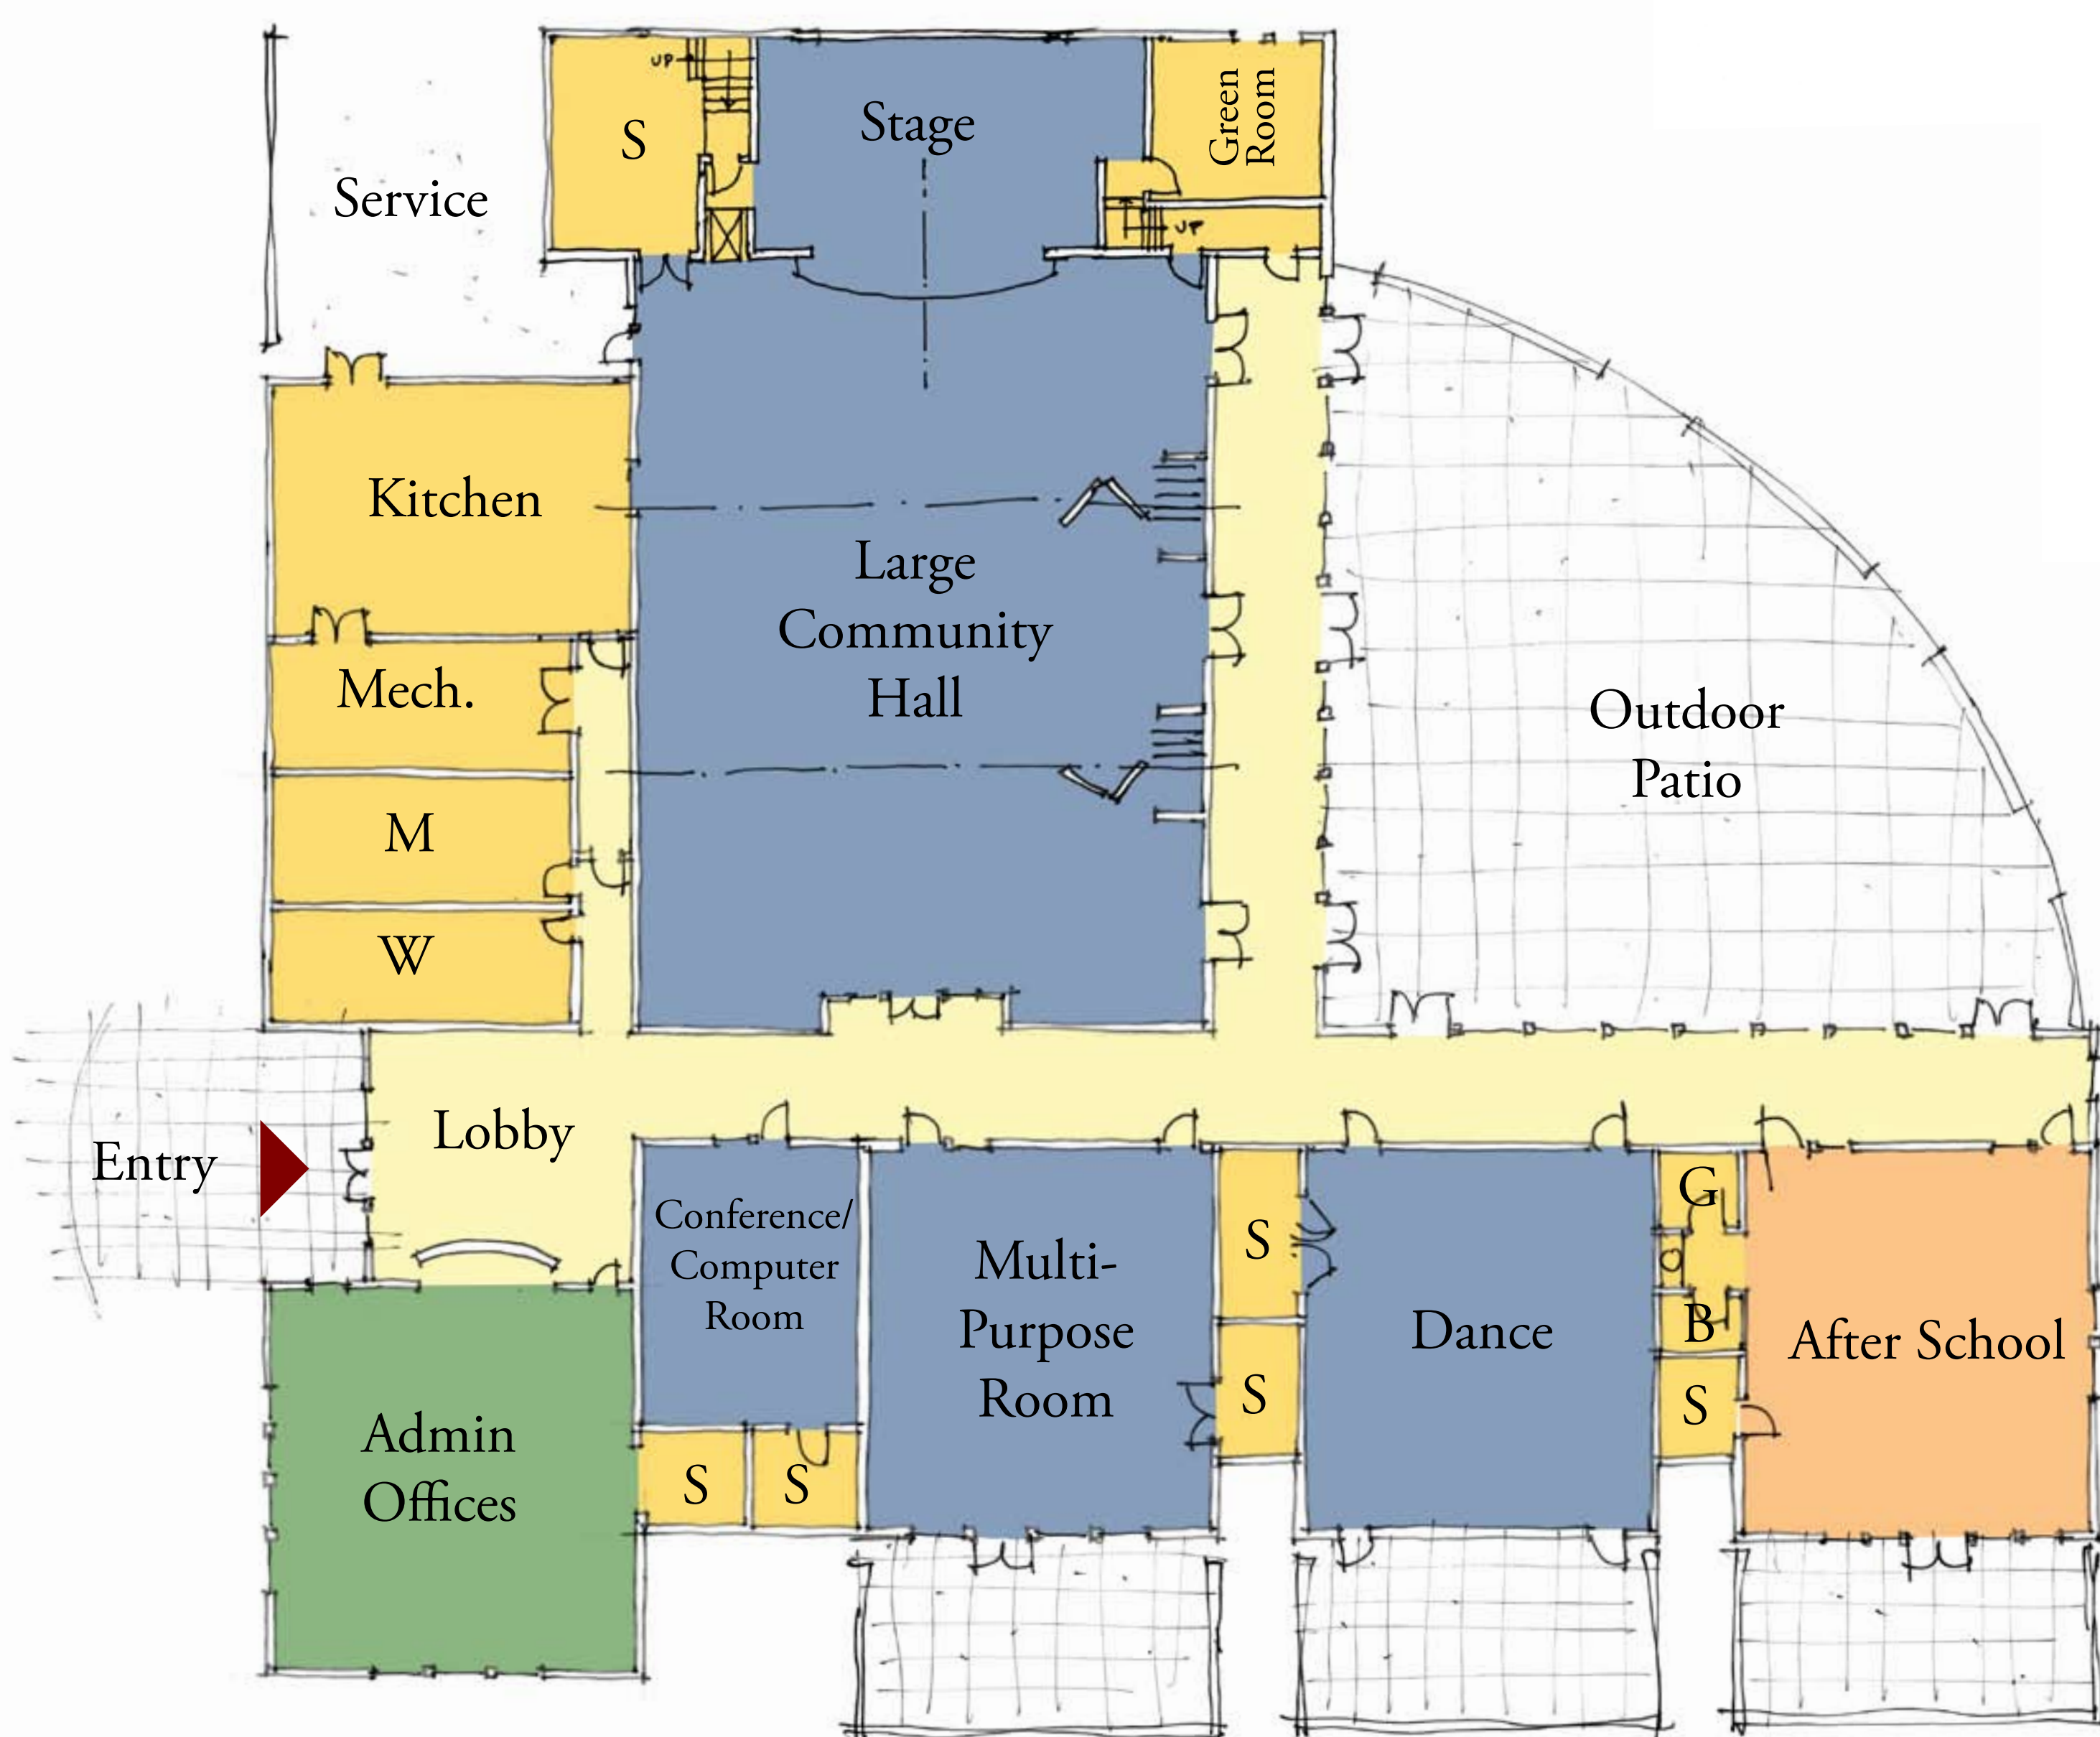 UP
S
Stage
Green
Room
UP
Service
Kitchen
Large
Community
Hall
Mech.
Outdoor
Patio
M
W
Entry
Lobby
Conference/
Computer
Room
Multi-
Purpose
Room
S
S
Dance
G
B
S
After School
Admin
Offices
S
S